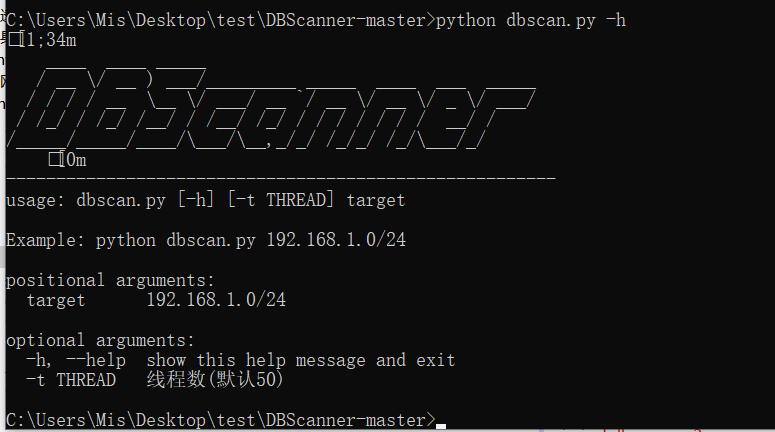 C:\Users\Mis\Desktop\test\DBScanner-master>python dbscan.py -h
[1;34m
DBScanner
[0m
-------------------------------------------------------
usage: dbscan.py [-h] [-t THREAD] target
Example: python dbscan.py 192.168.1.0/24
positional arguments:
target 192.168.1.0/24
optional arguments:
-h, --help show this help message and exit
-t THREAD 线程数(默认50)
C:\Users\Mis\Desktop\test\DBScanner-master>